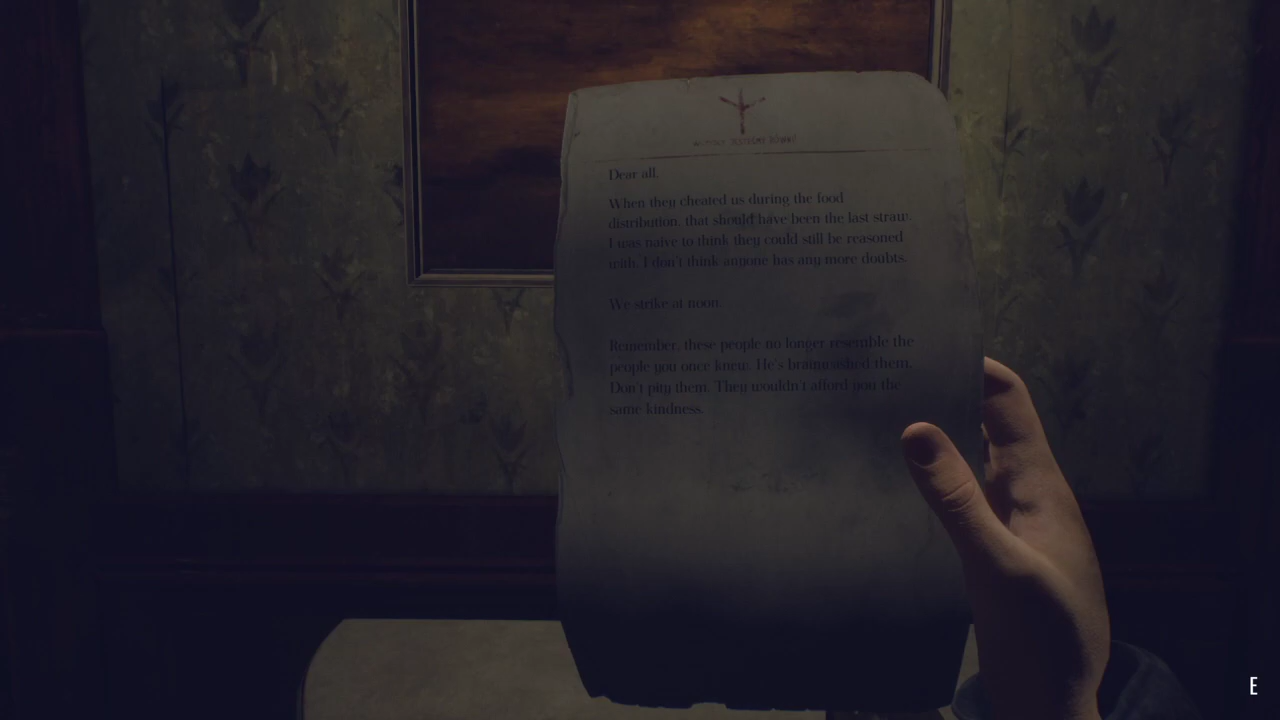 Dear all,
When they cheated us during the food
distribution, that should have been the last straw.
I was naive to think they could still be reasoned
with. I don't think anyone has any more doubts.
We strike at noon.
Remember, these people no longer resemble the
people you once knew. He's brainwashed them.
Don't pity them. They wouldn't afford you the
same kindness.
E